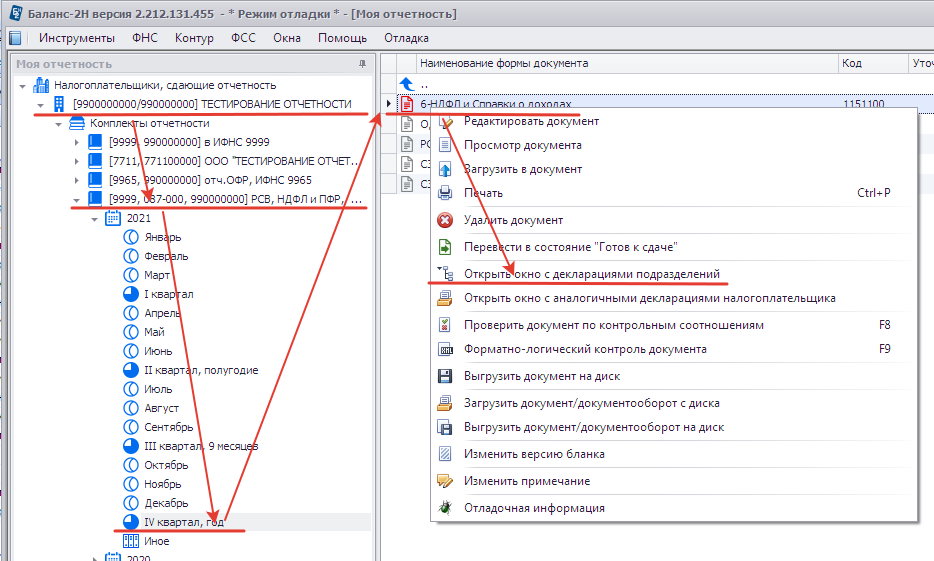 Баланс-2Н версия 2.212.131.455 - * Режим отладки * - [Моя отчетность]
Инструменты ФНС Контур ФСС Окна Помощь Отладка
Моя отчетность
Налогоплательщики, сдающие отчетность
[9900000000/990000000] ТЕСТИРОВАНИЕ ОТЧЕТНОСТИ
Комплекты отчетности
[9999, 990000000] в ИФНС 9999
[7711, 771100000] ООО "ТЕСТИРОВАНИЕ ОТЧЕТ...
[9965, 990000000] отч.ОФР, ИФНС 9965
[9999, 087-000, 990000000] РСВ, НДФЛ и ПФР, ...
2021
Январь
Февраль
Март
I квартал
Апрель
Май
Июнь
II квартал, полугодие
Июль
Август
Сентябрь
III квартал, 9 месяцев
Октябрь
Ноябрь
Декабрь
IV квартал, год
Иное
2020
Наименование формы документа Код Уточ
..
6-НДФЛ и Справки о доходах 1151100
РС
СЗ
СЗ
Редактировать документ
Просмотр документа
Загрузить в документ
Печать Ctrl+P
Удалить документ
Перевести в состояние "Готов к сдаче"
Открыть окно с декларациями подразделений
Открыть окно с аналогичными декларациями налогоплательщика
Проверить документ по контрольным соотношениям F8
Форматно-логический контроль документа F9
Выгрузить документ на диск
Загрузить документ/документооборот с диска
Выгрузить документ/документооборот на диск
Изменить версию бланка
Изменить примечание
Отладочная информация